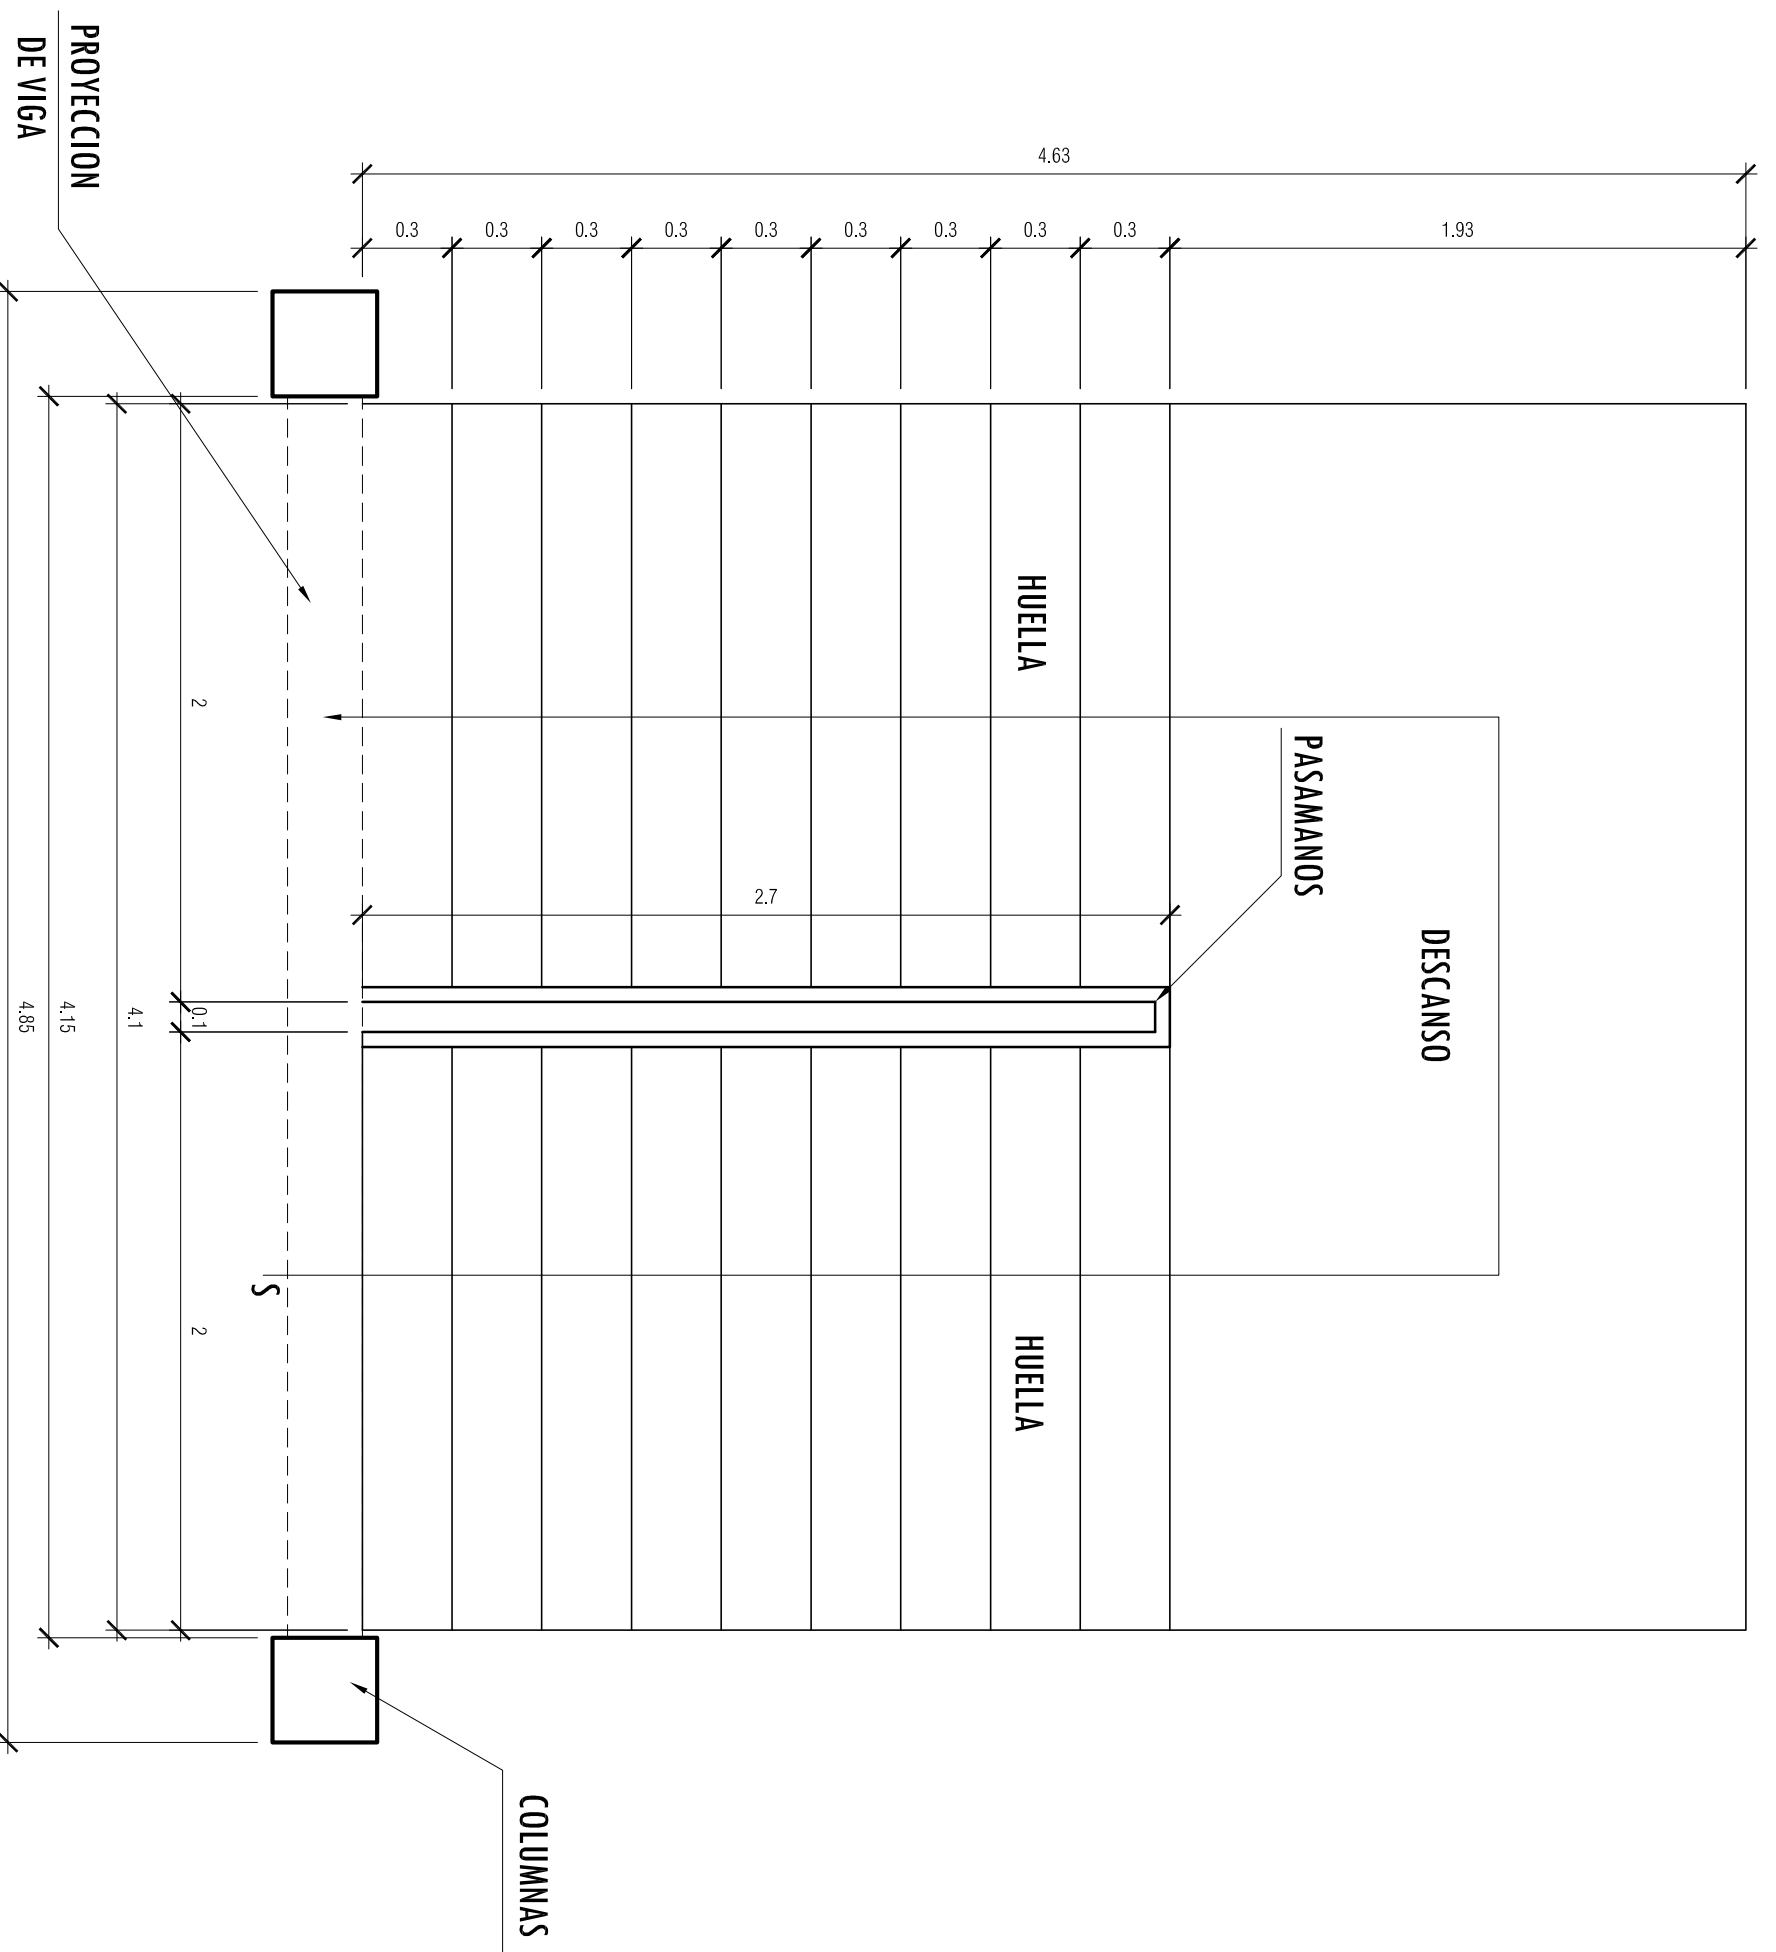 PROYECCION
DE VIGA
4.63
0.3
0.3
0.3
0.3
0.3
0.3
0.3
0.3
0.3
1.93
HUELLA
2
PASAMANOS
2.7
DESCANSO
0.1
4.1
4.15
4.85
S
2
HUELLA
COLUMNAS